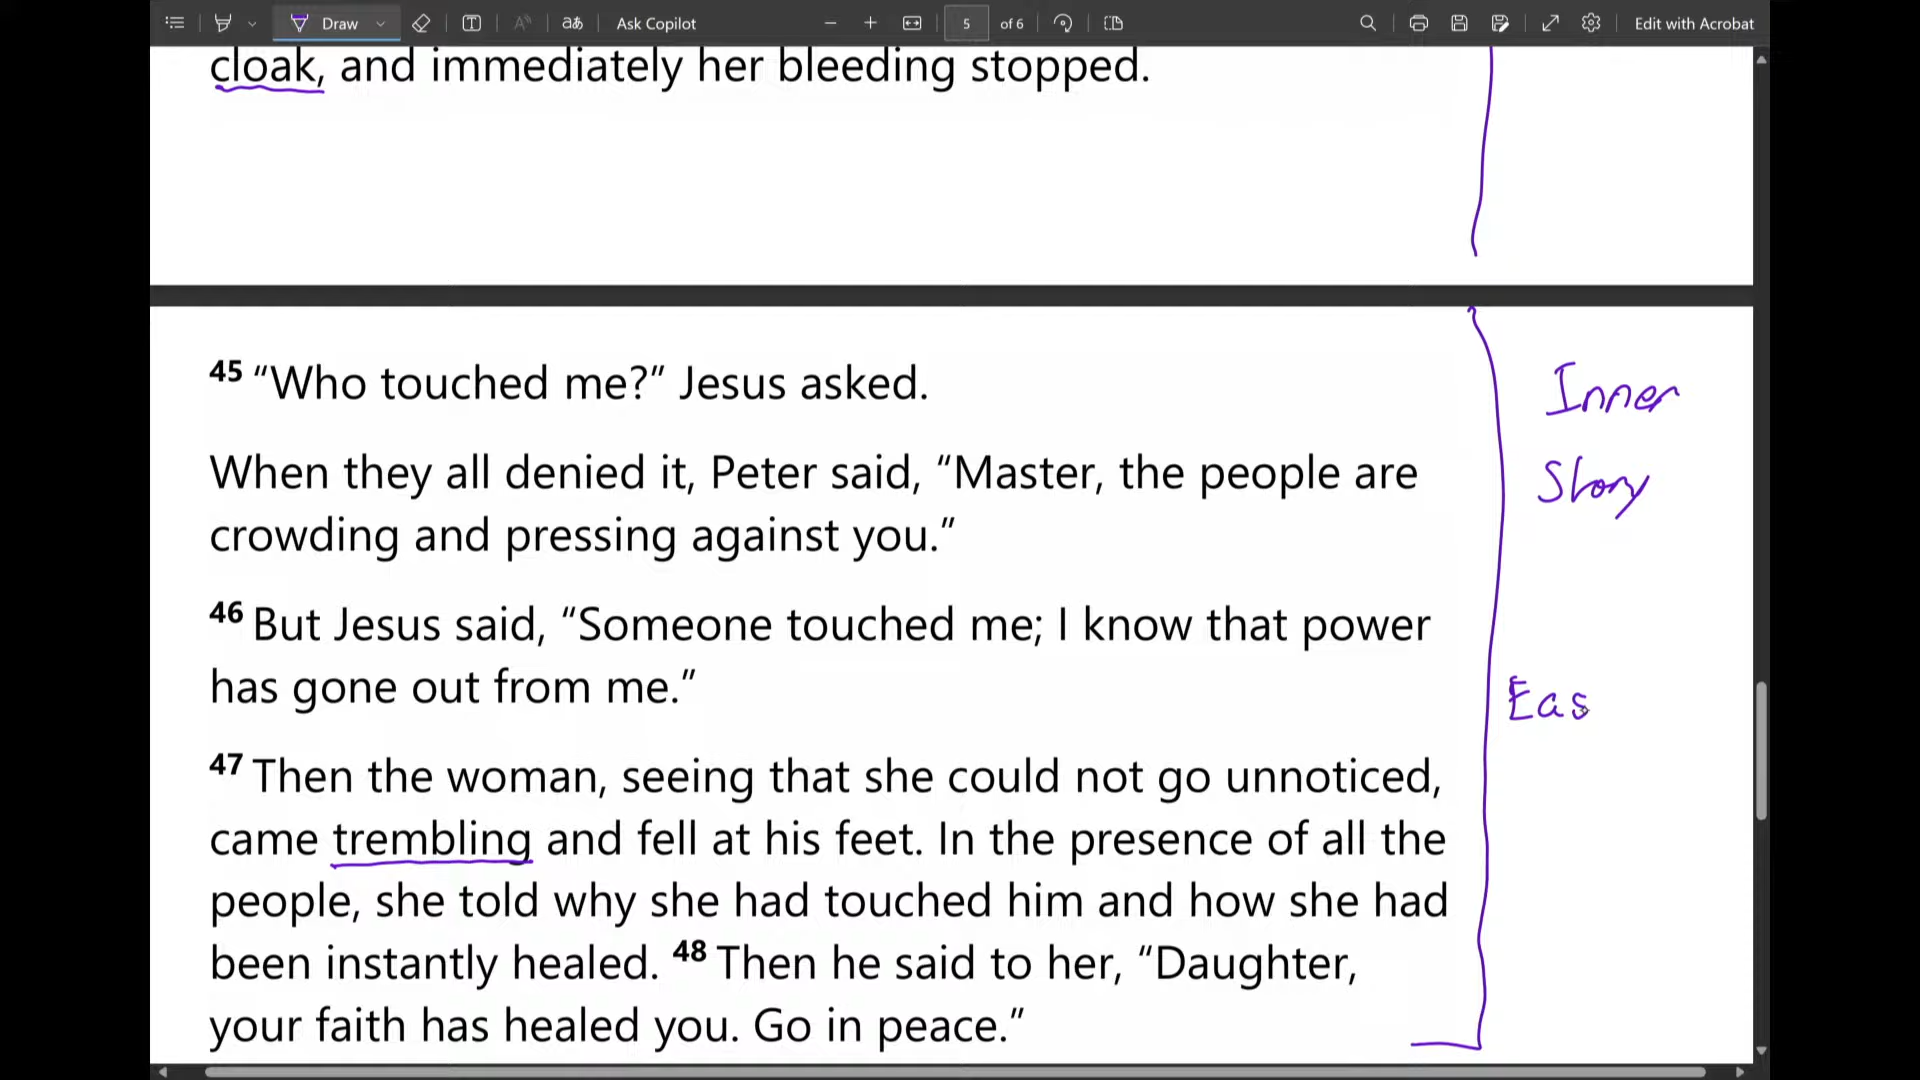 Draw
aあ
Ask Copilot
5 of 6
Edit with Acrobat
cloak, and immediately her bleeding stopped.
45 “Who touched me?” Jesus asked.
When they all denied it, Peter said, “Master, the people are
crowding and pressing against you.”
46 But Jesus said, “Someone touched me; I know that power
has gone out from me.”
47 Then the woman, seeing that she could not go unnoticed,
came trembling and fell at his feet. In the presence of all the
people, she told why she had touched him and how she had
been instantly healed. 48 Then he said to her, “Daughter,
your faith has healed you. Go in peace.”
Inner
Story
Eas